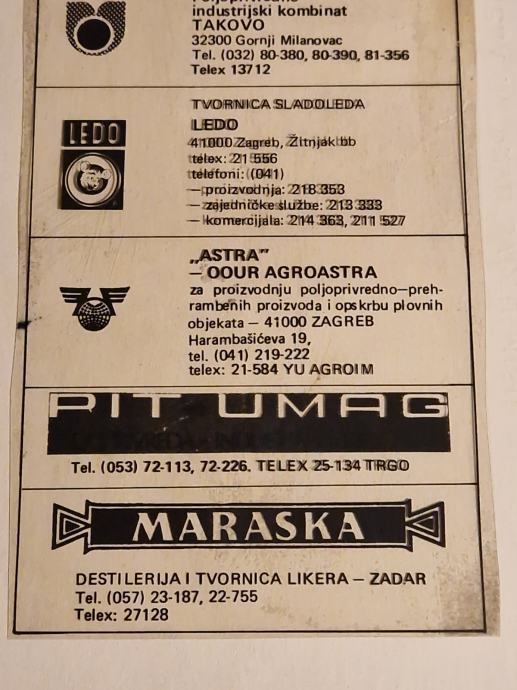 industrijski kombinat
TAKOVO
32300 Gornji Milanovac
Tel. (032) 80-380, 80-390, 81-356
Telex 13712
LEDO
TVORNICA SLADOLEDA
LEDO
41000 Zagreb, Žitnjak bb
telex: 21 556
telefoni: (041)
– proizvodnja: 218 353
– zajedničke službe: 213 333
– komercijala: 214 363, 211 527
„ASTRA”
– OOUR AGROASTRA
za proizvodnju poljoprivredno–preh-
rambenih proizvoda i opskrbu plovnih
objekata – 41000 ZAGREB
Harambašićeva 19,
tel. (041) 219-222
telex: 21-584 YU AGROIM
PIT UMAG
Tel. (053) 72-113, 72-226. TELEX 25-134 TRGO
MARASKA
DESTILERIJA I TVORNICA LIKERA – ZADAR
Tel. (057) 23-187, 22-755
Telex: 27128